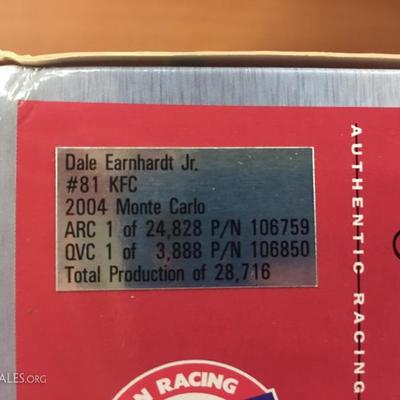 Dale Earnhardt Jr.
#81 KFC
2004 Monte Carlo
ARC 1 of 24,828 P/N 106759
QVC 1 of 3,888 P/N 106850
Total Production of 28,716
AUTHENTIC RACING
N RACING
ALES.ORG